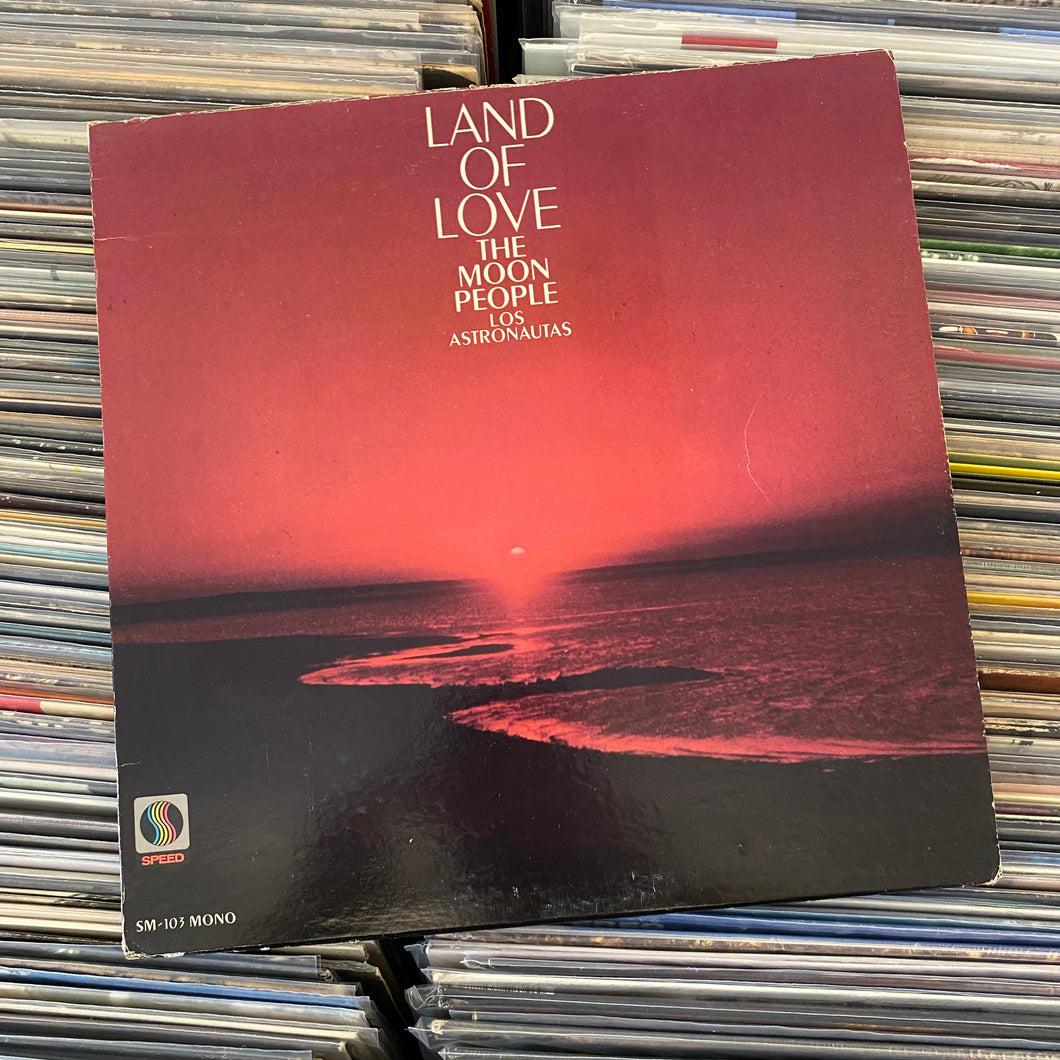 LAND
OF
LOVE
THE
MOON
PEOPLE
LOS
ASTRONAUTAS
SPEED
SM-103 MONO